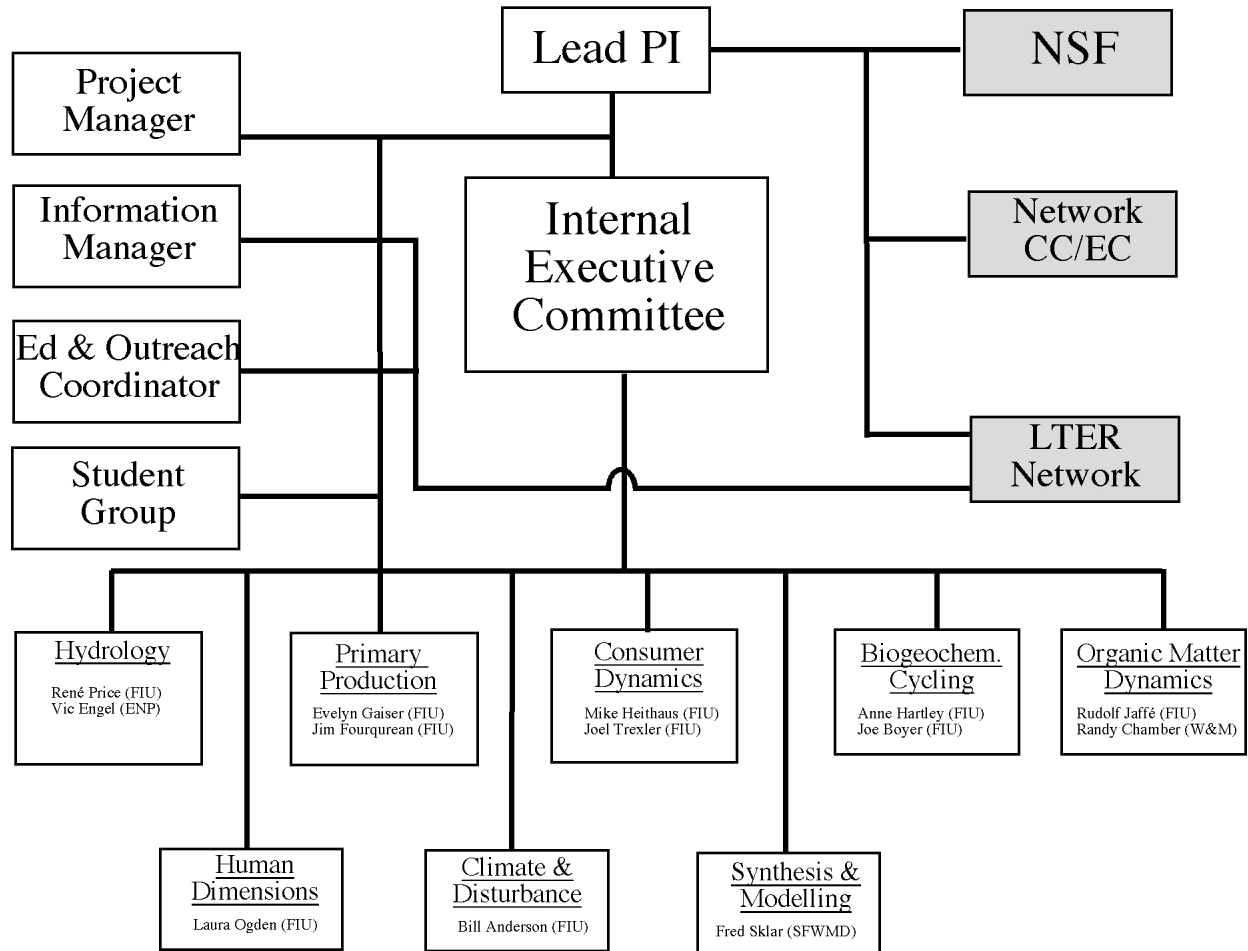 Lead PI
NSF
Project
Manager
Information
Manager
Internal
Executive
Committee
Network
CC/EC
Ed & Outreach
Coordinator
LTER
Network
Student
Group
Hydrology
René Price (FIU)
Vic Engel (ENP)
Primary
Production
Evelyn Gaiser (FIU)
Jim Fourqurean (FIU)
Consumer
Dynamics
Mike Heithaus (FIU)
Joel Trexler (FIU)
Biogeochem.
Cycling
Anne Hartley (FIU)
Joe Boyer (FIU)
Organic Matter
Dynamics
Rudolf Jaffé (FIU)
Randy Chamber (W&M)
Human
Dimensions
Laura Ogden (FIU)
Climate &
Disturbance
Bill Anderson (FIU)
Synthesis &
Modelling
Fred Sklar (SFWMD)